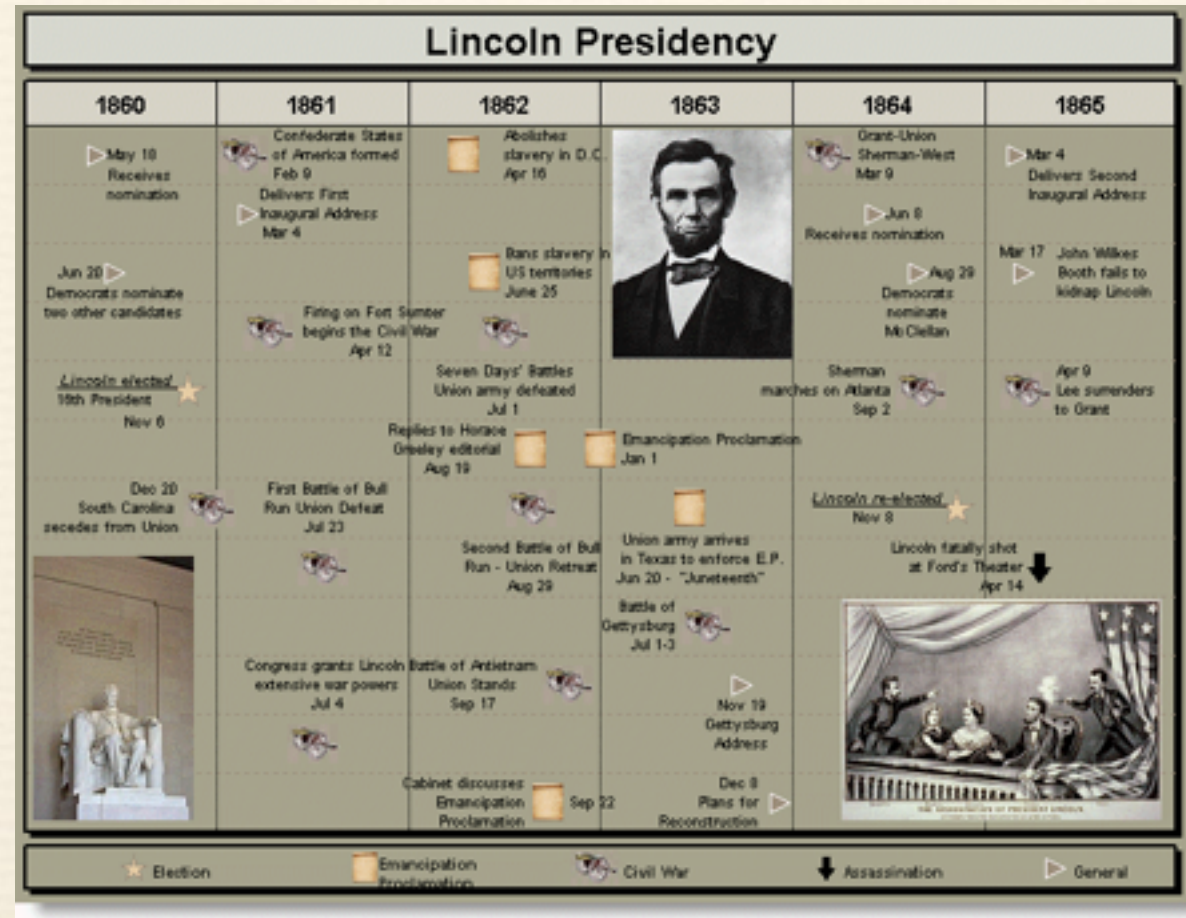 Lincoln Presidency
1860
1861
1862
1863
1864
1865
May 18
Receives
nomination
Jun 20
Democrats nominate
two other candidates
Lincoln elected
16th President
Nov 6
Dec 20
South Carolina
secedes from Union
Confederate States
of America formed
Feb 9
Delivers First
Inaugural Address
Mar 4
Firing on Fort Sumter
begins the Civil War
Apr 12
First Battle of Bull
Run Union Defeat
Jul 23
Congress grants Lincoln
extensive war powers
Jul 4
Abolishes
slavery in D.C.
Apr 16
Bans slavery in
US territories
June 25
Seven Days' Battles
Union army defeated
Jul 1
Replies to Horace
Greeley editorial
Aug 19
Second Battle of Bull
Run - Union Retreat
Aug 29
Battle of Antietnam
Union Stands
Sep 17
Cabinet discusses
Emancipation
Proclamation
Sep 22
Emancipation Proclamation
Jan 1
Union army arrives
in Texas to enforce E.P.
Jun 20 - "Juneteenth"
Battle of
Gettysburg
Jul 1-3
Nov 19
Gettysburg
Address
Dec 8
Plans for
Reconstruction
Grant-Union
Sherman-West
Mar 9
Jun 8
Receives nomination
Aug 29
Democrats
nominate
McClellan
Sherman
marches on Atlanta
Sep 2
Lincoln re-elected
Nov 8
Mar 4
Delivers Second
Inaugural Address
Mar 17
John Wilkes
Booth fails to
kidnap Lincoln
Apr 9
Lee surrenders
to Grant
Lincoln fatally shot
at Ford's Theater
Apr 14
THE ASSASSINATION OF PRESIDENT LINCOLN.
Election
Emancipation
Proclamation
Civil War
Assassination
General